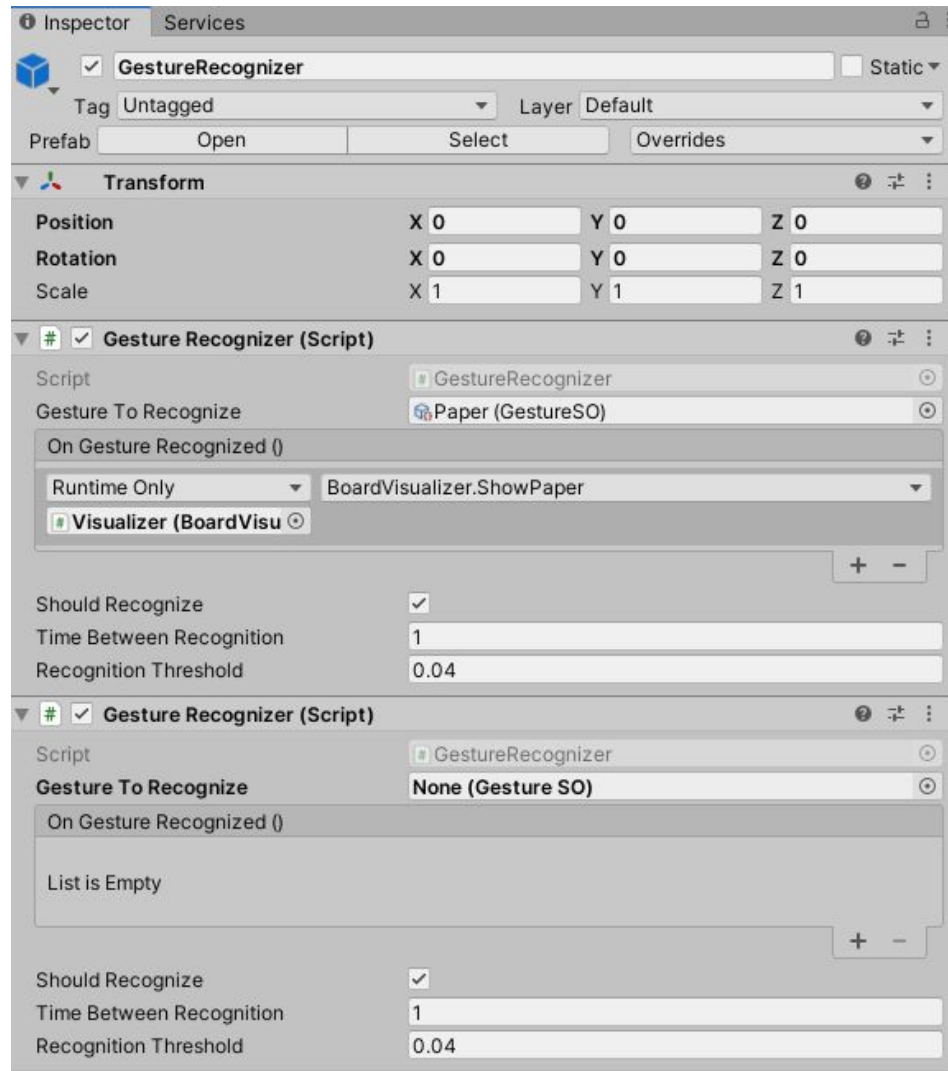 Inspector Services
GestureRecognizer Static
Tag Untagged Layer Default
Prefab Open Select Overrides
Transform
Position X 0 Y 0 Z 0
Rotation X 0 Y 0 Z 0
Scale X 1 Y 1 Z 1
# Gesture Recognizer (Script)
Script # GestureRecognizer
Gesture To Recognize Paper (GestureSO)
On Gesture Recognized ()
Runtime Only BoardVisualizer.ShowPaper
# Visualizer (BoardVisu
+ −
Should Recognize
Time Between Recognition 1
Recognition Threshold 0.04
# Gesture Recognizer (Script)
Script # GestureRecognizer
Gesture To Recognize None (Gesture SO)
On Gesture Recognized ()
List is Empty
+ −
Should Recognize
Time Between Recognition 1
Recognition Threshold 0.04